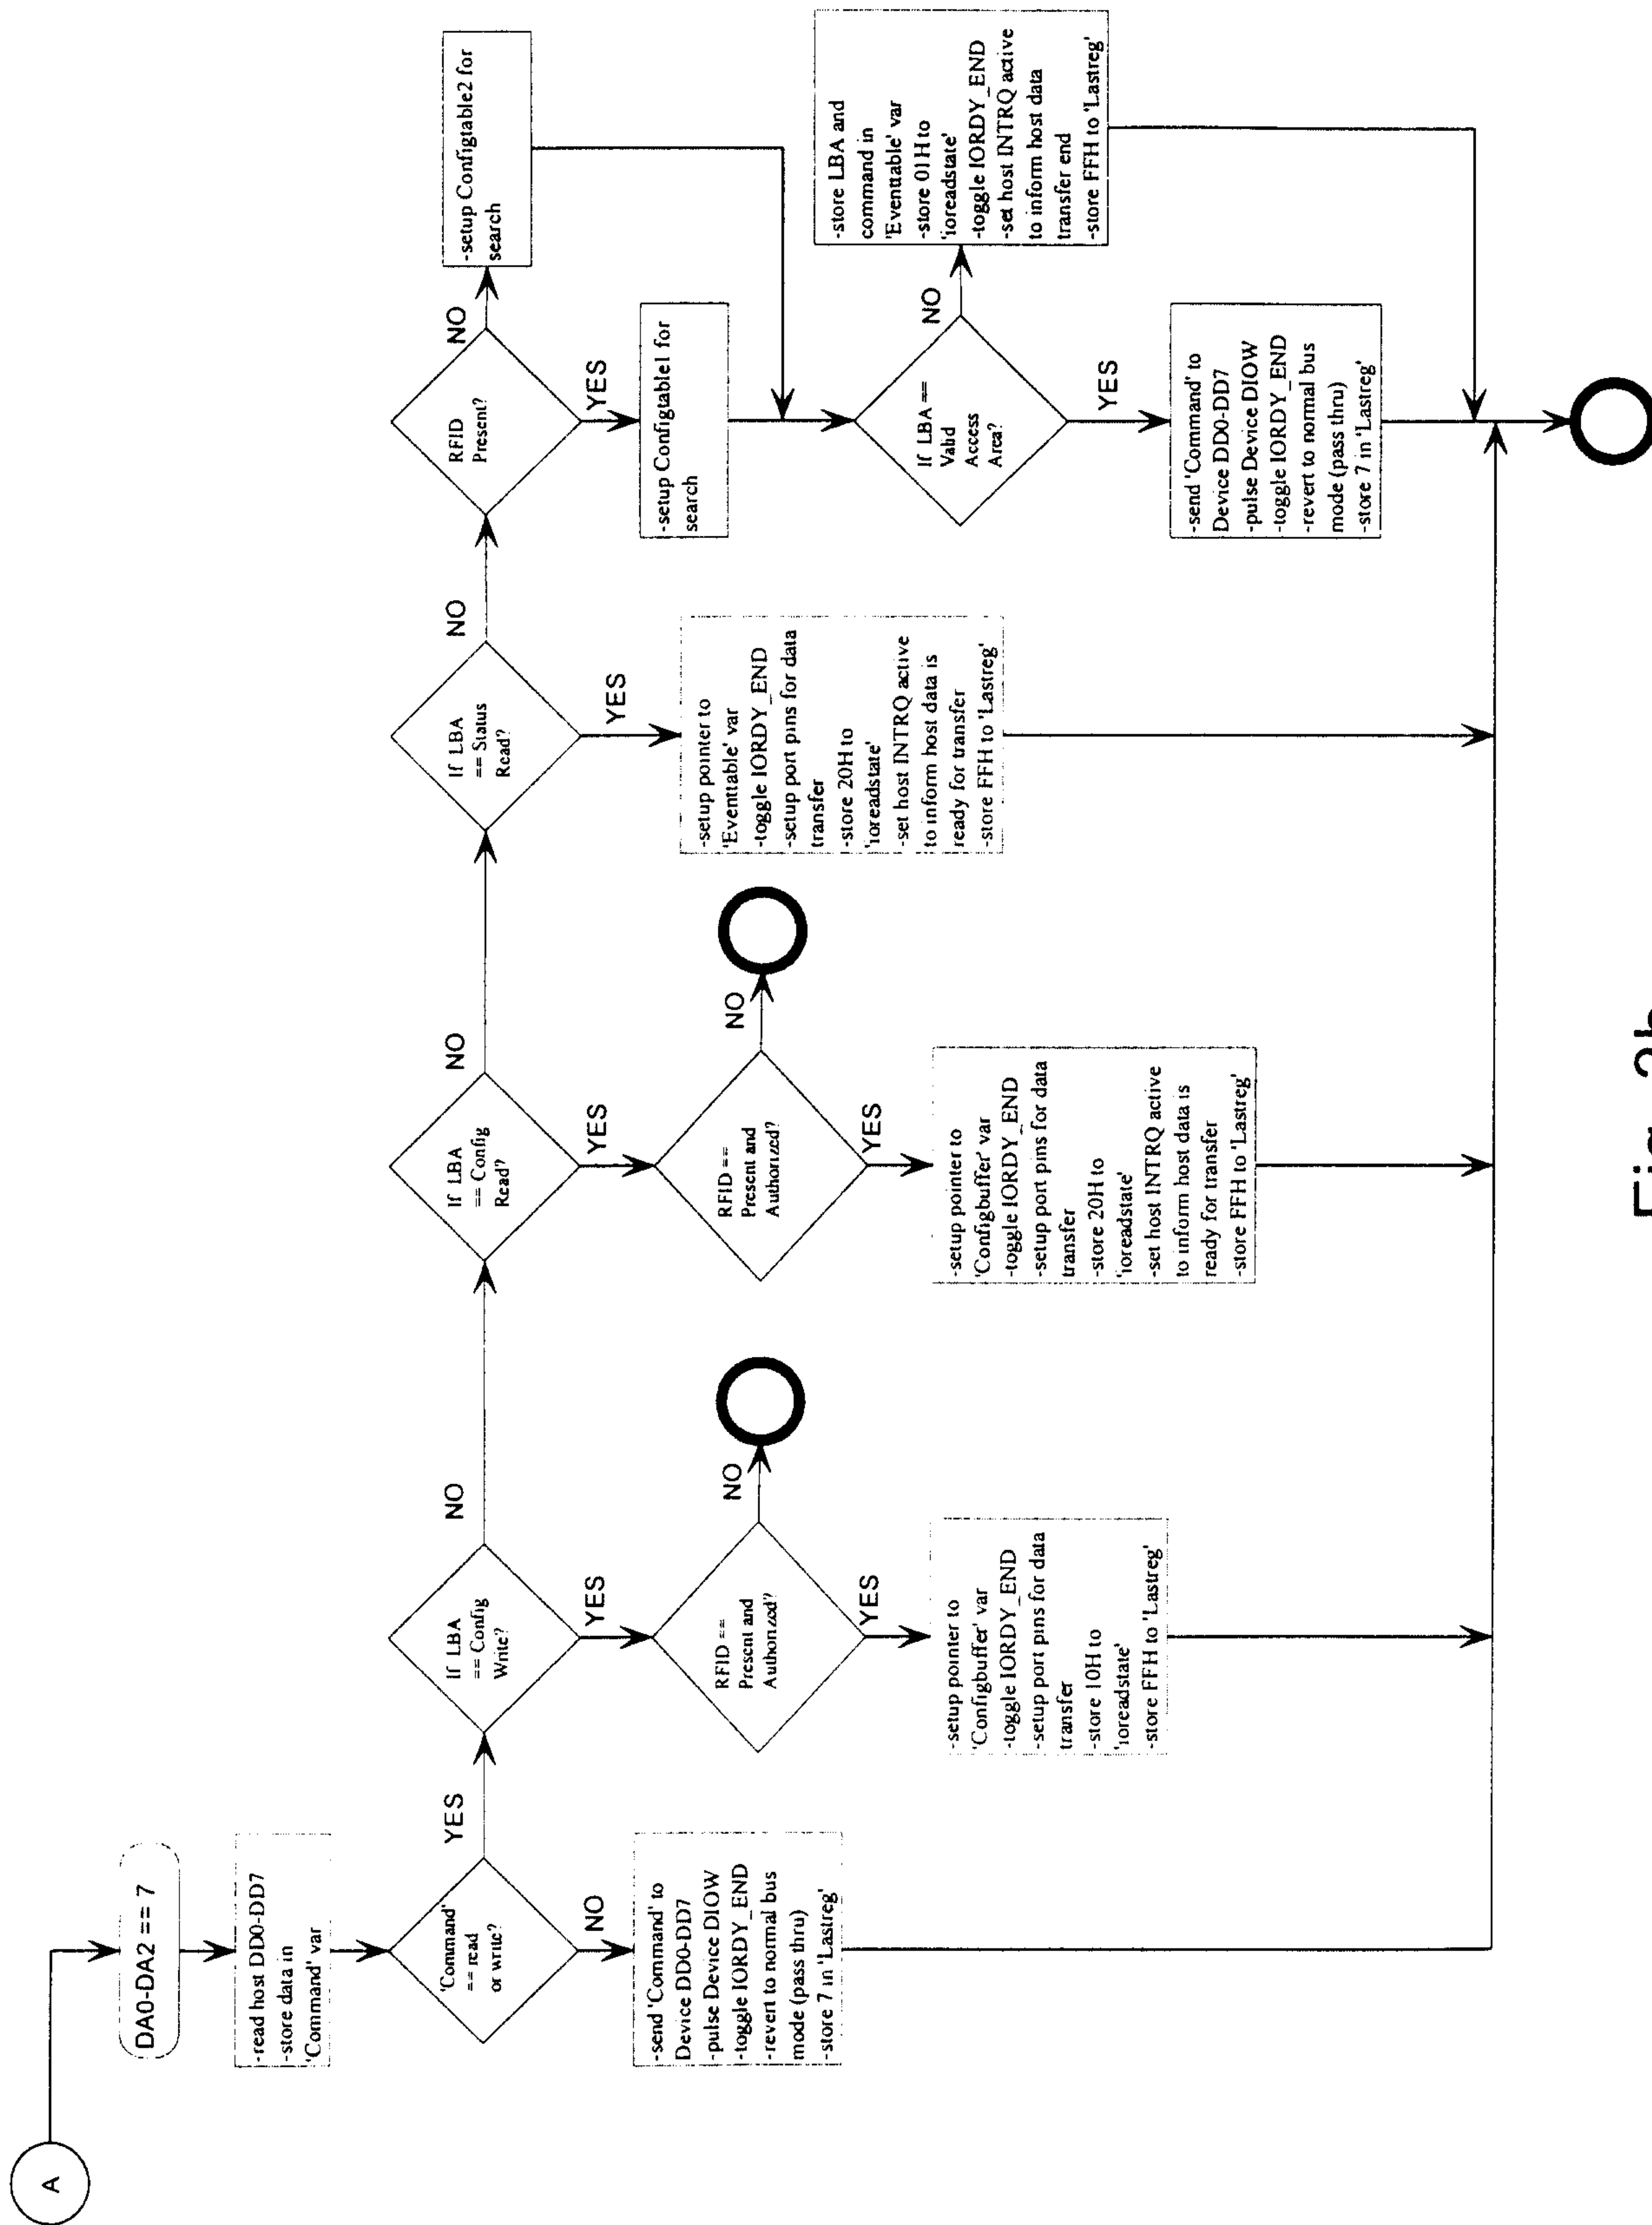 A
DA0-DA2 == 7
-read host DD0-DD7
-store data in
'Command' var
'Command'
== read
or write?
YES
NO
-send 'Command' to
Device DD0-DD7
-pulse Device DIOW
-toggle IORDY_END
-revert to normal bus
mode (pass thru)
-store 7 in 'Lastreg'
If LBA
== Config
Write?
NO
YES
RFID ==
Present and
Authorized?
NO
YES
-setup pointer to
'Configbuffer' var
-toggle IORDY_END
-setup port pins for data
transfer
-store 10H to
'ioreadstate'
-store FFH to 'Lastreg'
If LBA
== Config
Read?
NO
YES
RFID ==
Present and
Authorized?
NO
YES
-setup pointer to
'Configbuffer' var
-toggle IORDY_END
-setup port pins for data
transfer
-store 20H to
'ioreadstate'
-set host INTRQ active
to inform host data is
ready for transfer
-store FFH to 'Lastreg'
If LBA
== Status
Read?
NO
YES
-setup pointer to
'Eventtable' var
-toggle IORDY_END
-setup port pins for data
transfer
-store 20H to
'ioreadstate'
-set host INTRQ active
to inform host data is
ready for transfer
-store FFH to 'Lastreg'
RFID
Present?
NO
YES
-setup Configtable2 for
search
-setup Configtable1 for
search
If LBA ==
Valid
Access
Area?
NO
YES
-store LBA and
command in
'Eventtable' var
-store 01H to
'ioreadstate'
-toggle IORDY_END
-set host INTRQ active
to inform host data
transfer end
-store FFH to 'Lastreg'
-send 'Command' to
Device DD0-DD7
-pulse Device DIOW
-toggle IORDY_END
-revert to normal bus
mode (pass thru)
-store 7 in 'Lastreg'
Fig.